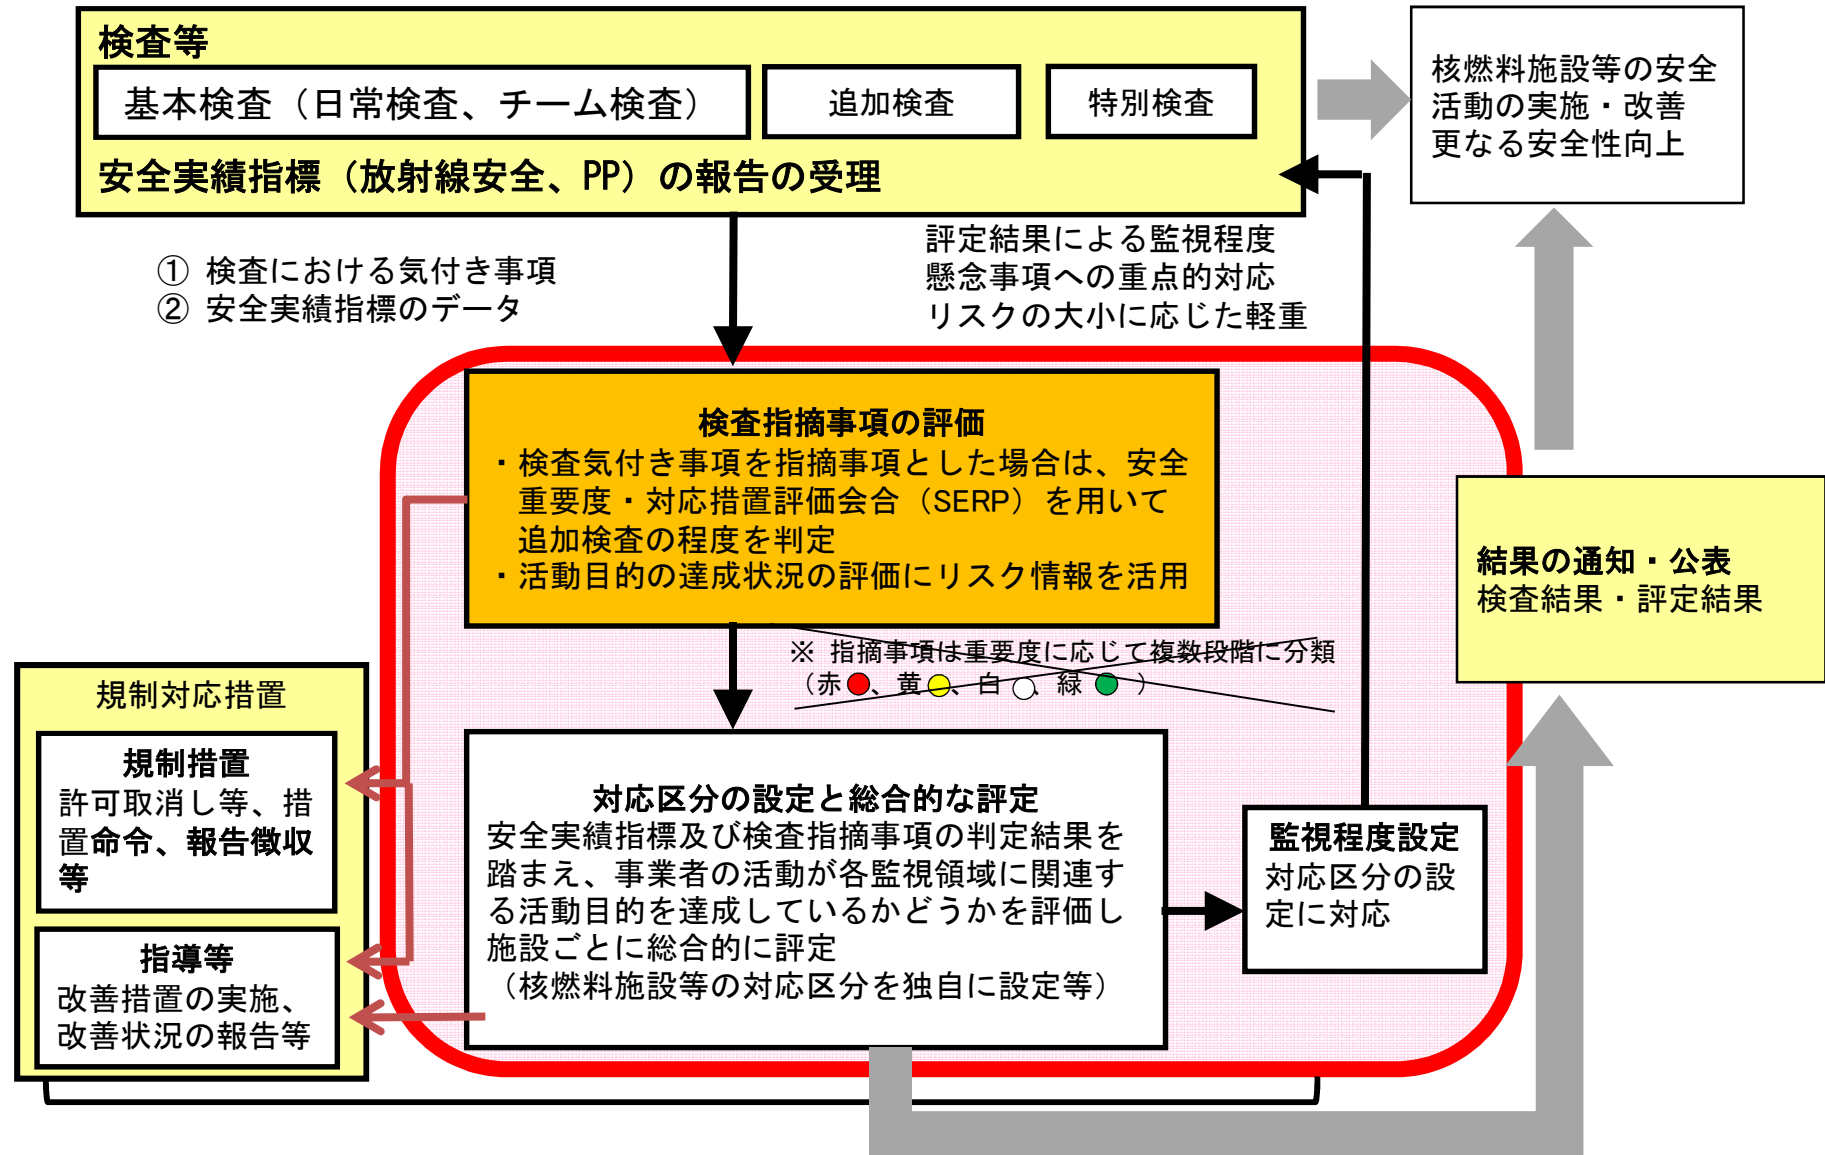 検査等
基本検査（日常検査、チーム検査）
追加検査
特別検査
安全実績指標（放射線安全、PP）の報告の受理
核燃料施設等の安全
活動の実施・改善
更なる安全性向上
① 検査における気付き事項
② 安全実績指標のデータ
評定結果による監視程度
懸念事項への重点的対応
リスクの大小に応じた軽重
検査指摘事項の評価
・検査気付き事項を指摘事項とした場合は、安全
重要度・対応措置評価会合（SERP）を用いて
追加検査の程度を判定
・活動目的の達成状況の評価にリスク情報を活用
結果の通知・公表
検査結果・評定結果
※ 指摘事項は重要度に応じて複数段階に分類
（赤　、黄　、白　、緑　）
規制対応措置
規制措置
許可取消し等、措
置命令、報告徴収
等
指導等
改善措置の実施、
改善状況の報告等
対応区分の設定と総合的な評定
安全実績指標及び検査指摘事項の判定結果を
踏まえ、事業者の活動が各監視領域に関連す
る活動目的を達成しているかどうかを評価し
施設ごとに総合的に評定
（核燃料施設等の対応区分を独自に設定等）
監視程度設定
対応区分の設
定に対応